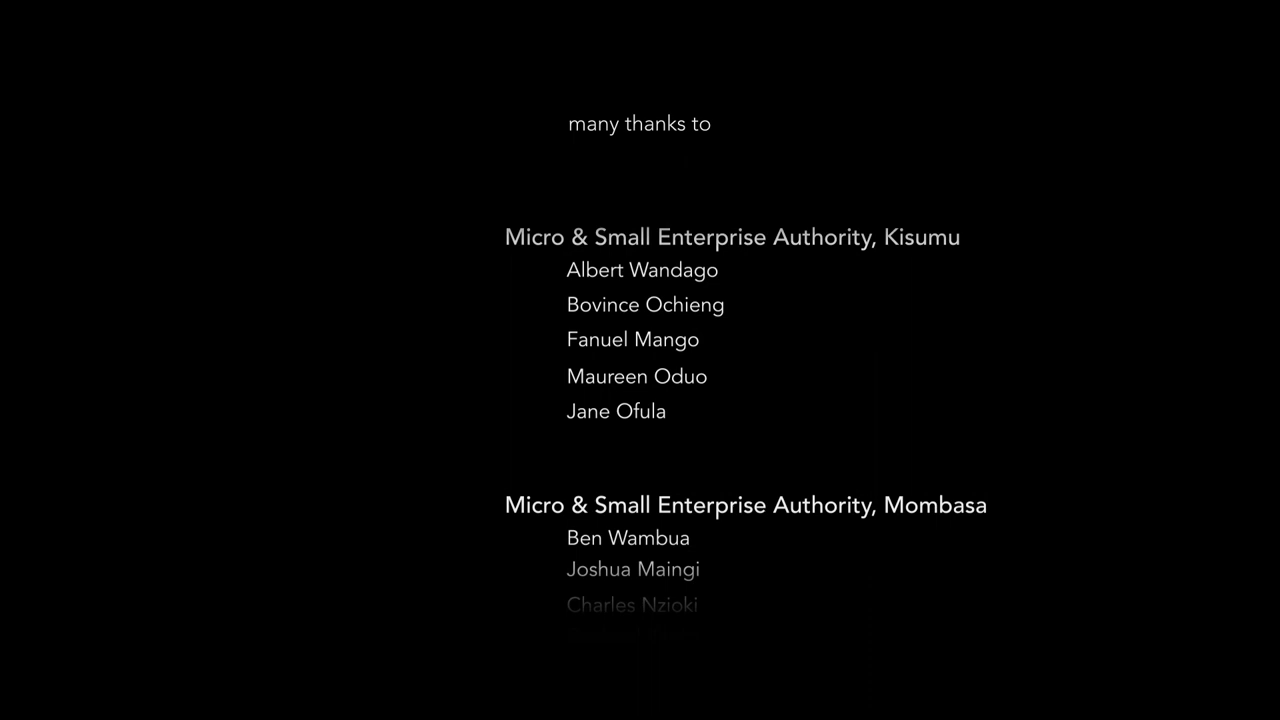 many thanks to
Micro & Small Enterprise Authority, Kisumu
Albert Wandago
Bovince Ochieng
Fanuel Mango
Maureen Oduo
Jane Ofula
Micro & Small Enterprise Authority, Mombasa
Ben Wambua
Joshua Maingi
Charles Nzioki